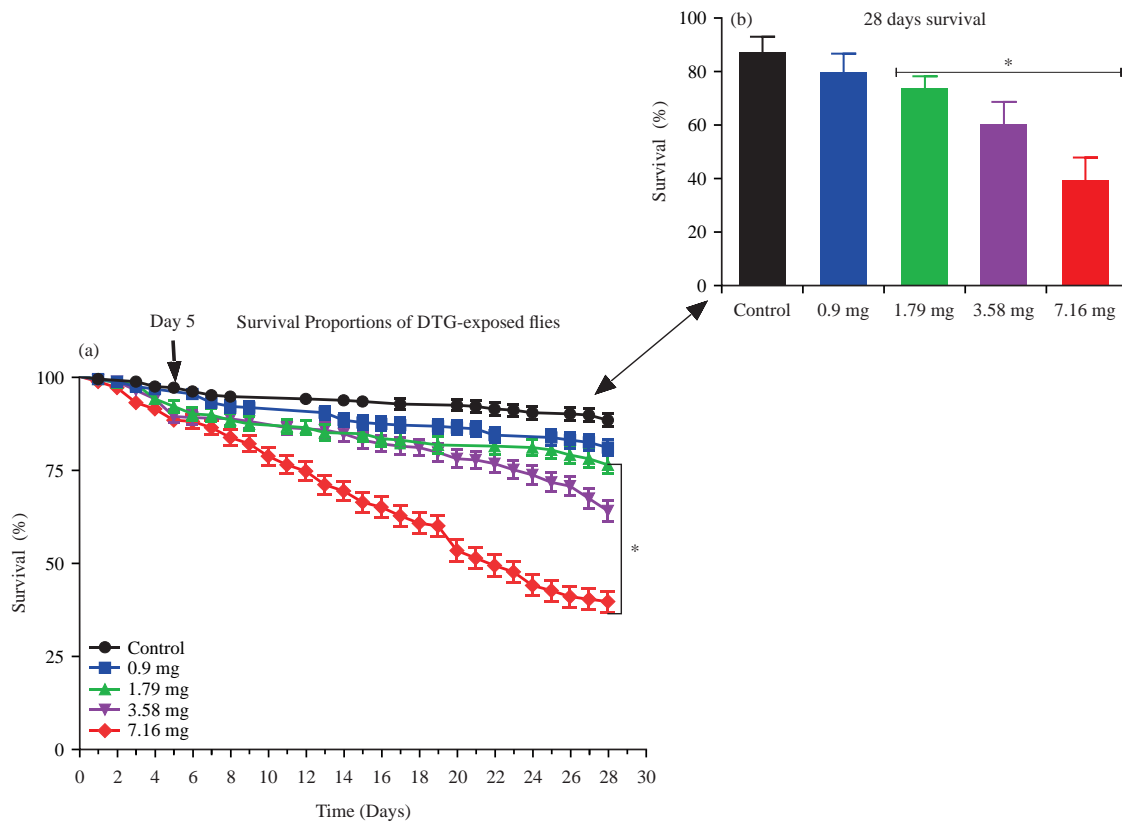 (b)
28 days survival
100
80
60
40
20
0
Survival (%)
*
Control 0.9 mg 1.79 mg 3.58 mg 7.16 mg
Day 5
Survival Proportions of DTG-exposed flies
(a)
100
75
50
25
0
Survival (%)
*
Control
0.9 mg
1.79 mg
3.58 mg
7.16 mg
0 2 4 6 8 10 12 14 16 18 20 22 24 26 28 30
Time (Days)